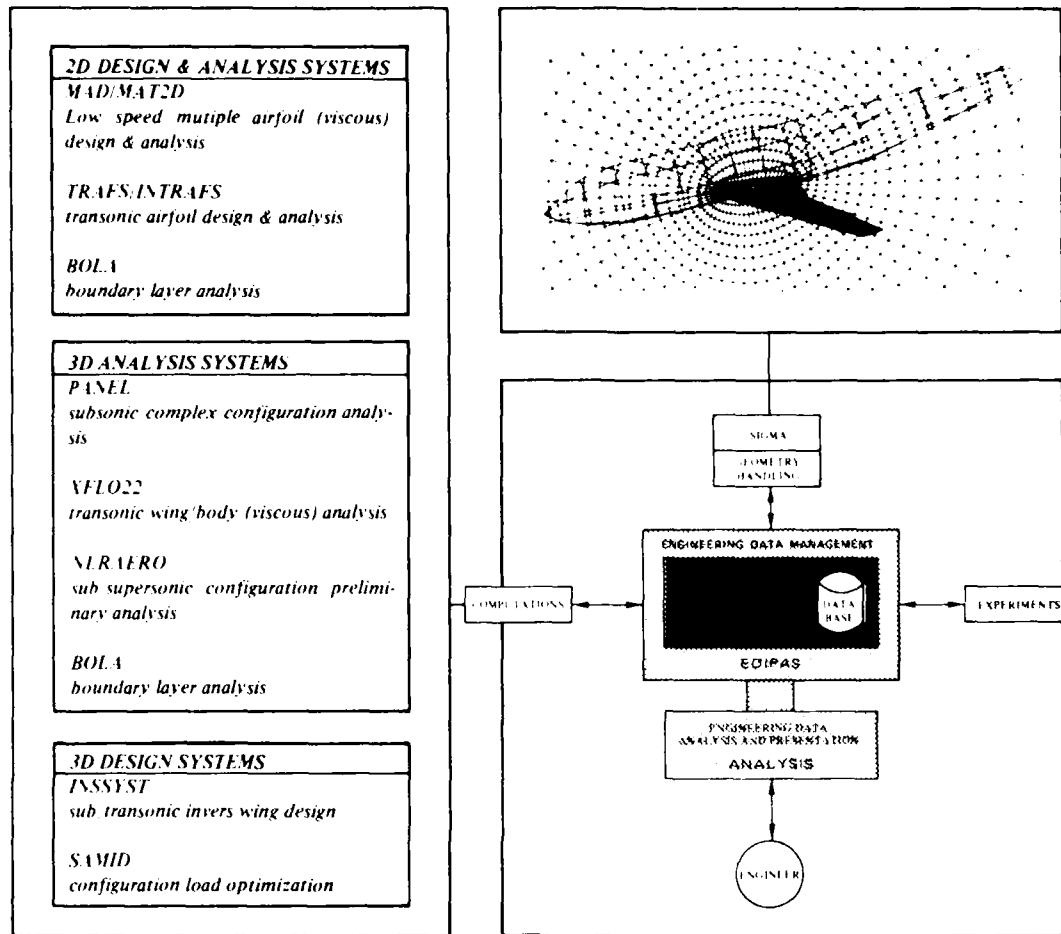 2D DESIGN & ANALYSIS SYSTEMS
MAD/MAT2D
Low speed mutiple airfoil (viscous)
design & analysis
TRAFS/INTRAFS
transonic airfoil design & analysis
BOLA
boundary layer analysis
3D ANALYSIS SYSTEMS
PANEL
subsonic complex configuration analy-
sis
XFLO22
transonic wing/body (viscous) analysis
NLRAERO
sub supersonic configuration prelimi-
nary analysis
BOLA
boundary layer analysis
3D DESIGN SYSTEMS
INSSYST
sub transonic invers wing design
SAMID
configuration load optimization
SIGMA
GEOMETRY
HANDLING
ENGINEERING DATA MANAGEMENT
DATA
BASE
EDIPAS
COMPUTATIONS
EXPERIMENTS
ENGINEERING DATA
ANALYSIS AND PRESENTATION
ANALYSIS
ENGINEER